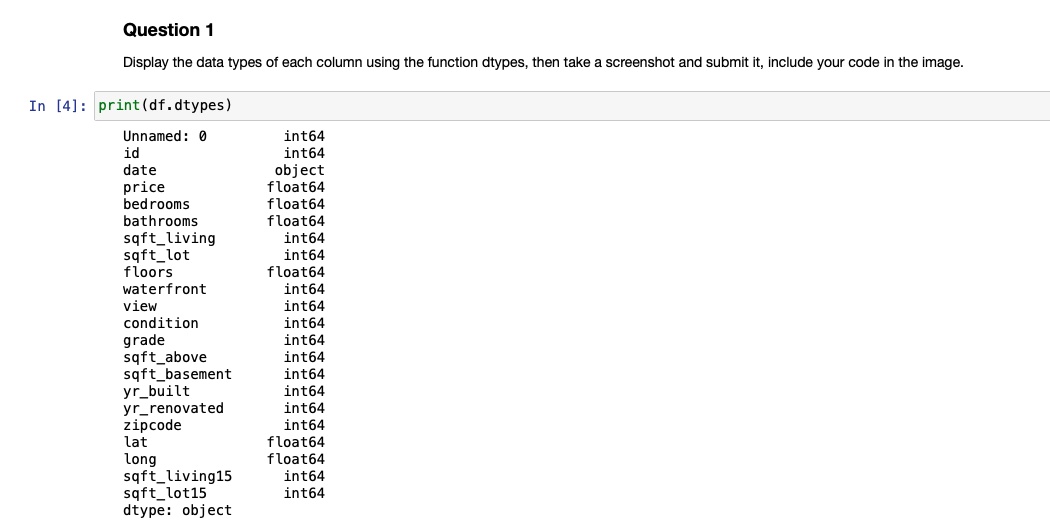 Question 1
Display the data types of each column using the function dtypes, then take a screenshot and submit it, include your code in the image.
In [4]: print(df.dtypes)
Unnamed: 0         int64
id                 int64
date              object
price            float64
bedrooms         float64
bathrooms        float64
sqft_living        int64
sqft_lot           int64
floors           float64
waterfront         int64
view               int64
condition          int64
grade              int64
sqft_above         int64
sqft_basement      int64
yr_built           int64
yr_renovated       int64
zipcode            int64
lat              float64
long             float64
sqft_living15      int64
sqft_lot15         int64
dtype: object